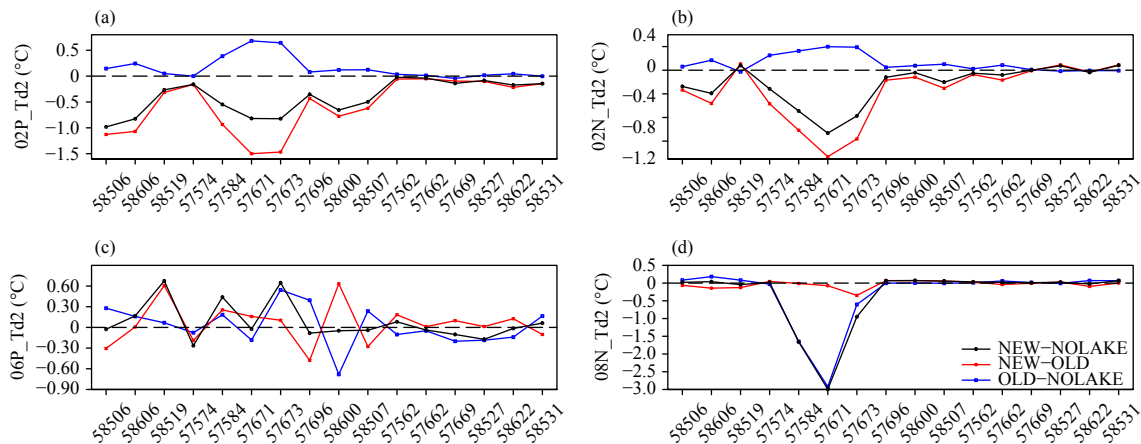 (a)
02P_Td2 (°C)
0.5
0
−0.5
−1.0
−1.5
58506 58606 58519 57574 57584 57671 57673 57696 58600 58507 57562 57662 57669 58527 58622 58531
(b)
02N_Td2 (°C)
0.4
0
−0.4
−0.8
−1.2
58506 58606 58519 57574 57584 57671 57673 57696 58600 58507 57562 57662 57669 58527 58622 58531
(c)
06P_Td2 (°C)
0.60
0.30
0
−0.30
−0.60
−0.90
58506 58606 58519 57574 57584 57671 57673 57696 58600 58507 57562 57662 57669 58527 58622 58531
(d)
08N_Td2 (°C)
0.5
0
−0.5
−1.0
−1.5
−2.0
−2.5
−3.0
NEW−NOLAKE
NEW−OLD
OLD−NOLAKE
58506 58606 58519 57574 57584 57671 57673 57696 58600 58507 57562 57662 57669 58527 58622 58531